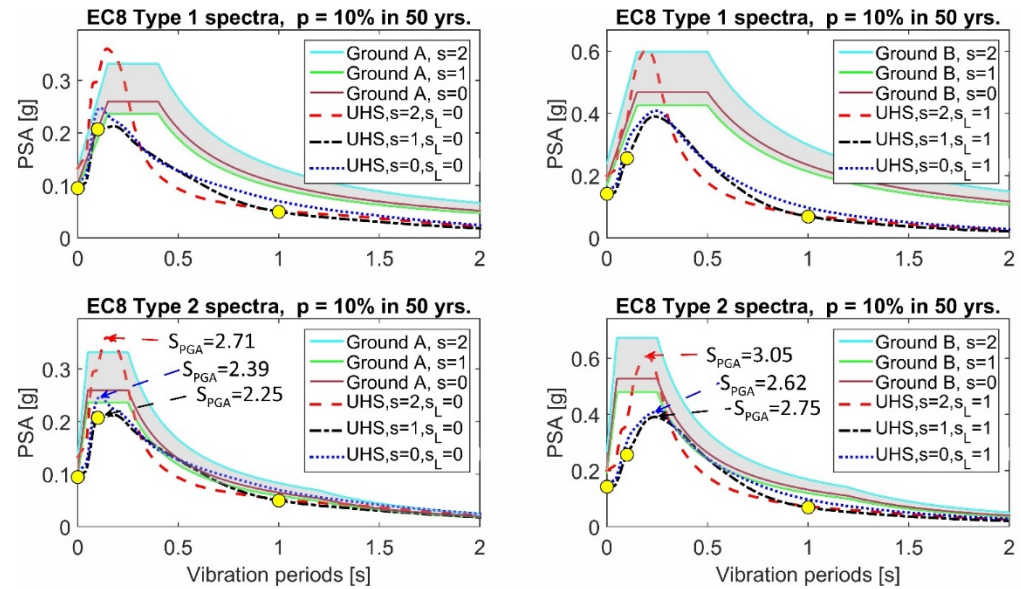 EC8 Type 1 spectra, p = 10% in 50 yrs.
PSA [g]
0.3
0.2
0.1
0
0
0.5
1
1.5
2
Ground A, s=2
Ground A, s=1
Ground A, s=0
UHS,s=2,sL=0
UHS,s=1,sL=0
UHS,s=0,sL=0
EC8 Type 1 spectra, p = 10% in 50 yrs.
PSA [g]
0.6
0.4
0.2
0
0
0.5
1
1.5
2
Ground B, s=2
Ground B, s=1
Ground B, s=0
UHS,s=2,sL=1
UHS,s=1,sL=1
UHS,s=0,sL=1
EC8 Type 2 spectra, p = 10% in 50 yrs.
PSA [g]
0.3
0.2
0.1
0
0
0.5
1
1.5
2
Vibration periods [s]
SPGA=2.71
SPGA=2.39
SPGA=2.25
Ground A, s=2
Ground A, s=1
Ground A, s=0
UHS,s=2,sL=0
UHS,s=1,sL=0
UHS,s=0,sL=0
EC8 Type 2 spectra, p = 10% in 50 yrs.
PSA [g]
0.6
0.4
0.2
0
0
0.5
1
1.5
2
Vibration periods [s]
SPGA=3.05
SPGA=2.62
-SPGA=2.75
Ground B, s=2
Ground B, s=1
Ground B, s=0
UHS,s=2,sL=1
UHS,s=1,sL=1
UHS,s=0,sL=1